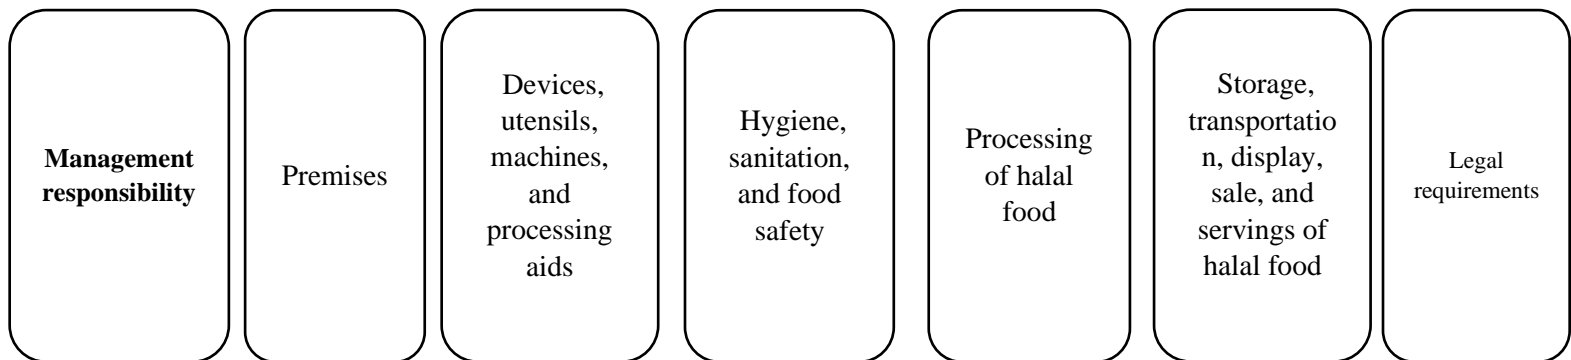 Management
responsibility
Premises
Devices,
utensils,
machines,
and
processing
aids
Hygiene,
sanitation,
and food
safety
Processing
of halal
food
Storage,
transportatio
n, display,
sale, and
servings of
halal food
Legal
requirements